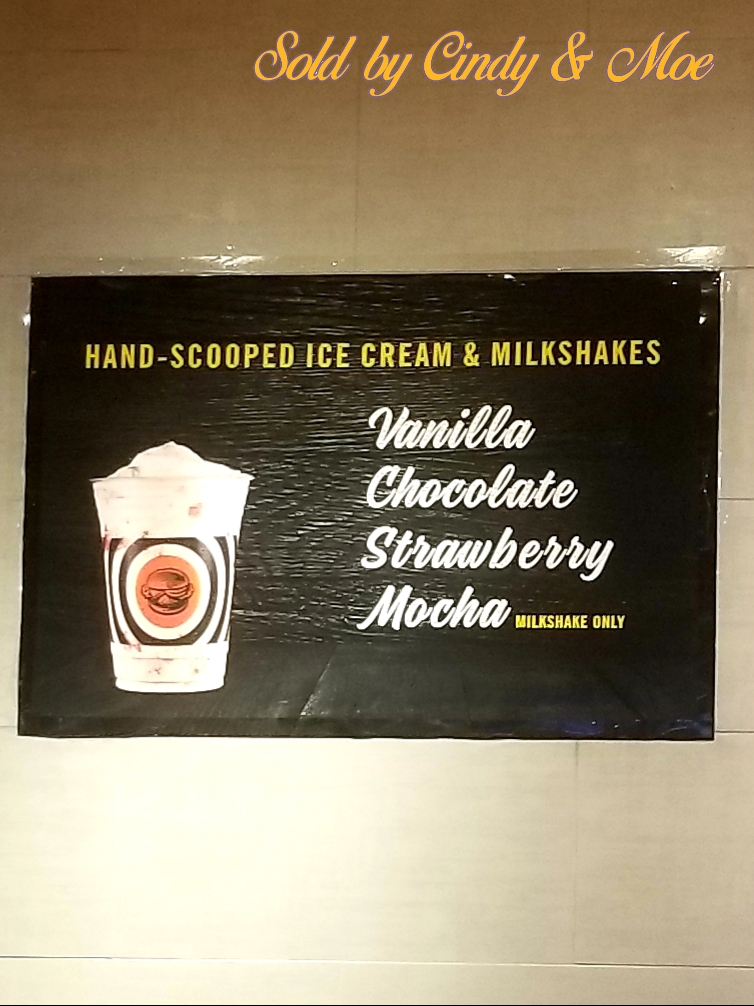 Sold by Cindy & Moe
HAND-SCOOPED ICE CREAM & MILKSHAKES
Vanilla
Chocolate
Strawberry
Mocha MILKSHAKE ONLY